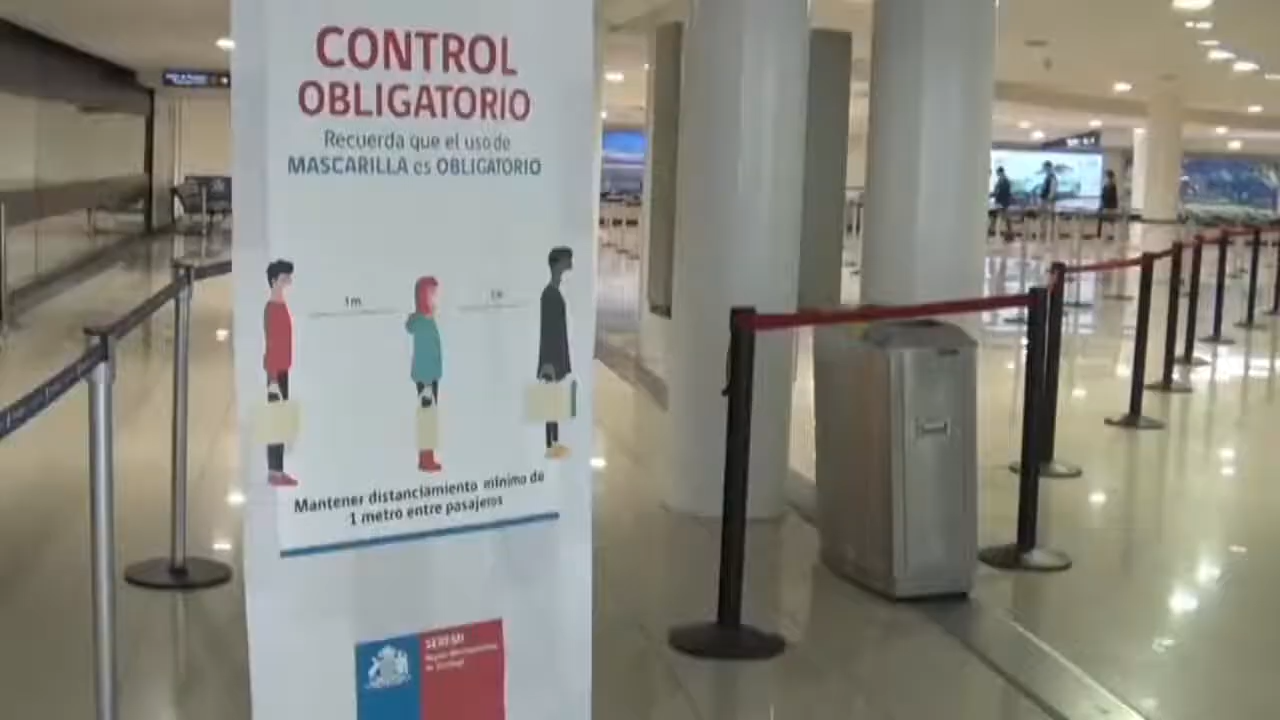 CONTROL
OBLIGATORIO
Recuerda que el uso de
MASCARILLA es OBLIGATORIO
1m
Mantener distanciamiento mínimo de
1 metro entre pasajeros
SEREMI